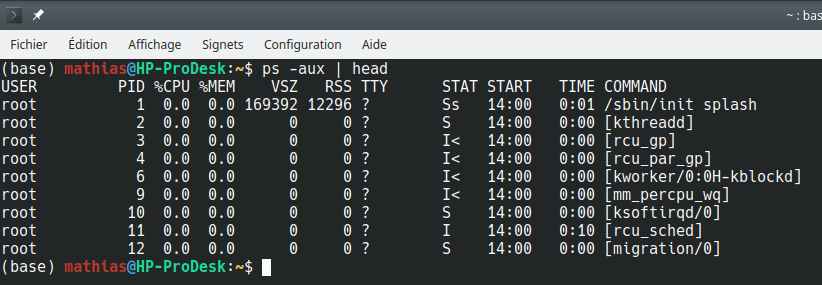 ~ : bas
Fichier Édition Affichage Signets Configuration Aide
(base) mathias@HP-ProDesk:~$ ps -aux | head
USER         PID %CPU %MEM    VSZ   RSS TTY      STAT START   TIME COMMAND
root           1  0.0  0.0 169392 12296 ?        Ss   14:00   0:01 /sbin/init splash
root           2  0.0  0.0      0     0 ?        S    14:00   0:00 [kthreadd]
root           3  0.0  0.0      0     0 ?        I<   14:00   0:00 [rcu_gp]
root           4  0.0  0.0      0     0 ?        I<   14:00   0:00 [rcu_par_gp]
root           6  0.0  0.0      0     0 ?        I<   14:00   0:00 [kworker/0:0H-kblockd]
root           9  0.0  0.0      0     0 ?        I<   14:00   0:00 [mm_percpu_wq]
root          10  0.0  0.0      0     0 ?        S    14:00   0:00 [ksoftirqd/0]
root          11  0.0  0.0      0     0 ?        I    14:00   0:10 [rcu_sched]
root          12  0.0  0.0      0     0 ?        S    14:00   0:00 [migration/0]
(base) mathias@HP-ProDesk:~$